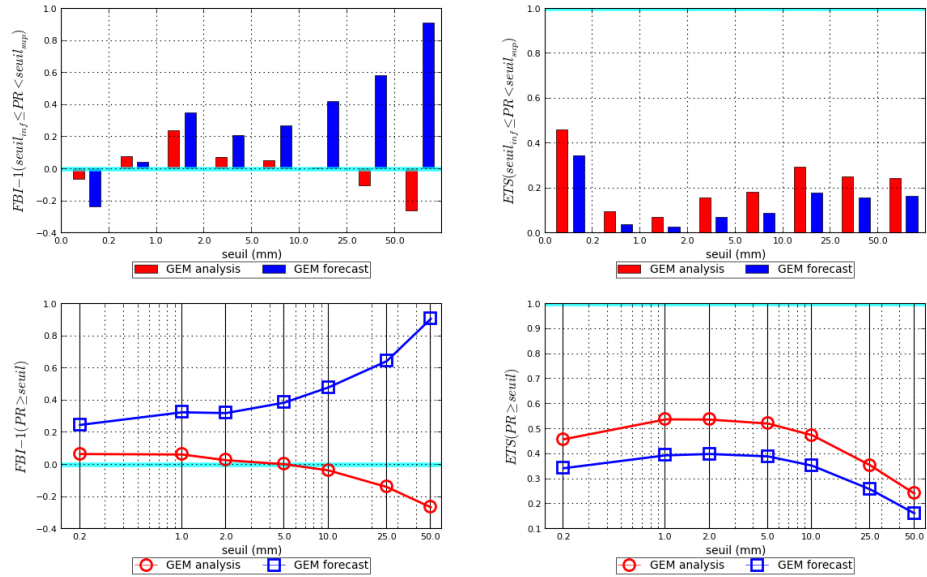 FBI−1(seuil_inf ≤ PR < seuil_sup)
1.0
0.8
0.6
0.4
0.2
0.0
−0.2
−0.4
0.0 0.2 1.0 2.0 5.0 10.0 25.0 50.0
seuil (mm)
GEM analysis GEM forecast
ETS(seuil_inf ≤ PR < seuil_sup)
1.0
0.8
0.6
0.4
0.2
0.0
0.0 0.2 1.0 2.0 5.0 10.0 25.0 50.0
seuil (mm)
GEM analysis GEM forecast
FBI−1(PR ≥ seuil)
1.0
0.8
0.6
0.4
0.2
0.0
−0.2
−0.4
0.2 1.0 2.0 5.0 10.0 25.0 50.0
seuil (mm)
GEM analysis GEM forecast
ETS(PR ≥ seuil)
1.0
0.9
0.8
0.7
0.6
0.5
0.4
0.3
0.2
0.1
0.2 1.0 2.0 5.0 10.0 25.0 50.0
seuil (mm)
GEM analysis GEM forecast